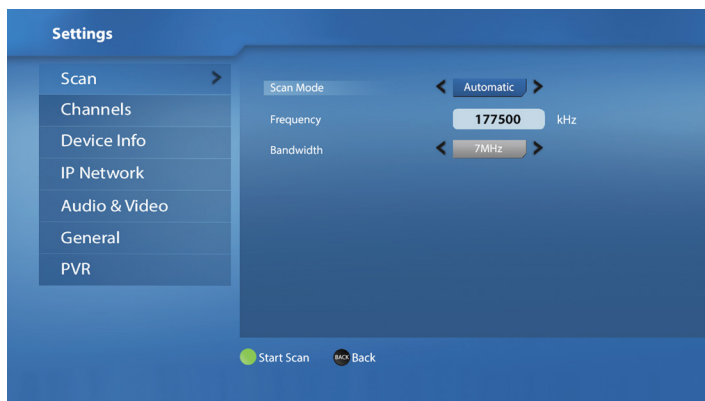 Settings
Scan
Channels
Device Info
IP Network
Audio & Video
General
PVR
Scan Mode Automatic
Frequency 177500 kHz
Bandwidth 7MHz
Start Scan BACK Back